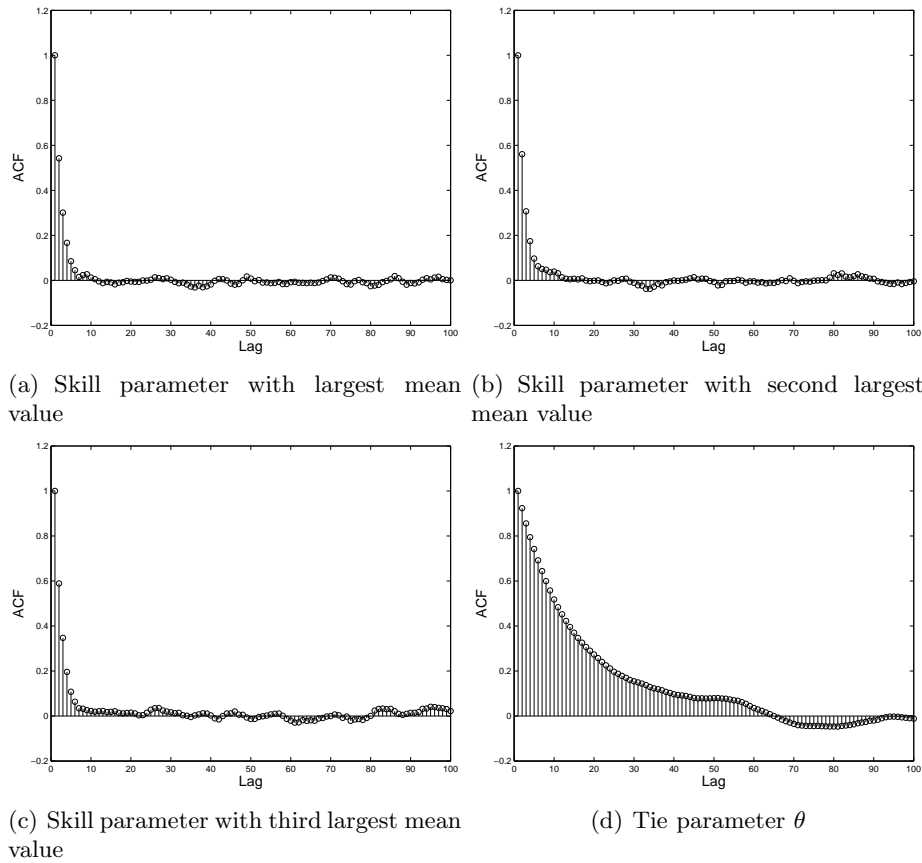 1.2
1
0.8
0.6
0.4
0.2
0
−0.2
ACF
0 10 20 30 40 50 60 70 80 90 100
Lag
1.2
1
0.8
0.6
0.4
0.2
0
−0.2
ACF
0 10 20 30 40 50 60 70 80 90 100
Lag
(a) Skill parameter with largest mean
value
(b) Skill parameter with second largest
mean value
1.2
1
0.8
0.6
0.4
0.2
0
−0.2
ACF
0 10 20 30 40 50 60 70 80 90 100
Lag
1.2
1
0.8
0.6
0.4
0.2
0
−0.2
ACF
0 10 20 30 40 50 60 70 80 90 100
Lag
(c) Skill parameter with third largest mean
value
(d) Tie parameter θ